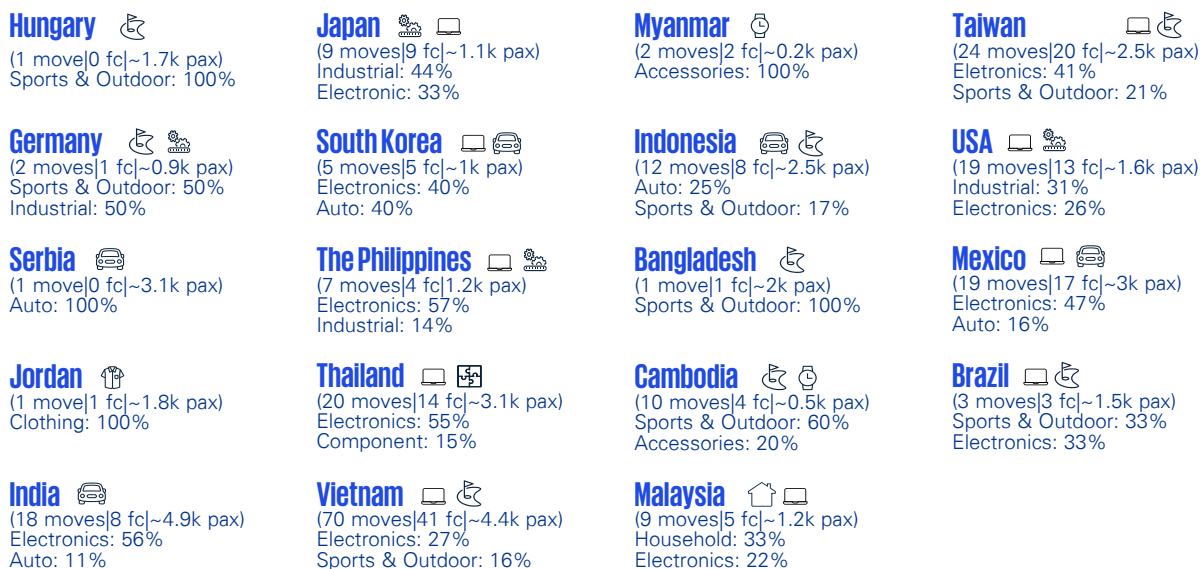 Hungary
(1 move|0 fc|~1.7k pax)
Sports & Outdoor: 100%
Germany
(2 moves|1 fc|~0.9k pax)
Sports & Outdoor: 50%
Industrial: 50%
Serbia
(1 move|0 fc|~3.1k pax)
Auto: 100%
Jordan
(1 move|1 fc|~1.8k pax)
Clothing: 100%
India
(18 moves|8 fc|~4.9k pax)
Electronics: 56%
Auto: 11%
Japan
(9 moves|9 fc|~1.1k pax)
Industrial: 44%
Electronic: 33%
South Korea
(5 moves|5 fc|~1k pax)
Electronics: 40%
Auto: 40%
The Philippines
(7 moves|4 fc|1.2k pax)
Electronics: 57%
Industrial: 14%
Thailand
(20 moves|14 fc|~3.1k pax)
Electronics: 55%
Component: 15%
Vietnam
(70 moves|41 fc|~4.4k pax)
Electronics: 27%
Sports & Outdoor: 16%
Myanmar
(2 moves|2 fc|~0.2k pax)
Accessories: 100%
Indonesia
(12 moves|8 fc|~2.5k pax)
Auto: 25%
Sports & Outdoor: 17%
Bangladesh
(1 move|1 fc|~2k pax)
Sports & Outdoor: 100%
Cambodia
(10 moves|4 fc|~0.5k pax)
Sports & Outdoor: 60%
Accessories: 20%
Malaysia
(9 moves|5 fc|~1.2k pax)
Household: 33%
Electronics: 22%
Taiwan
(24 moves|20 fc|~2.5k pax)
Eletronics: 41%
Sports & Outdoor: 21%
USA
(19 moves|13 fc|~1.6k pax)
Industrial: 31%
Electronics: 26%
Mexico
(19 moves|17 fc|~3k pax)
Electronics: 47%
Auto: 16%
Brazil
(3 moves|3 fc|~1.5k pax)
Sports & Outdoor: 33%
Electronics: 33%